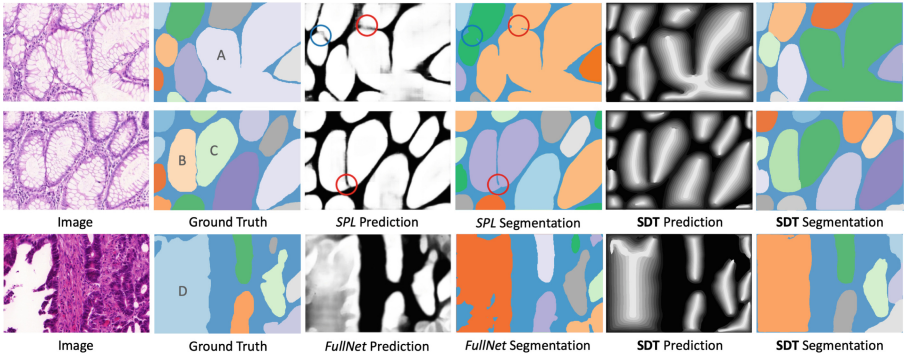 A
B
C
Image
Ground Truth
SPL Prediction
SPL Segmentation
SDT Prediction
SDT Segmentation
D
Image
Ground Truth
FullNet Prediction
FullNet Segmentation
SDT Prediction
SDT Segmentation